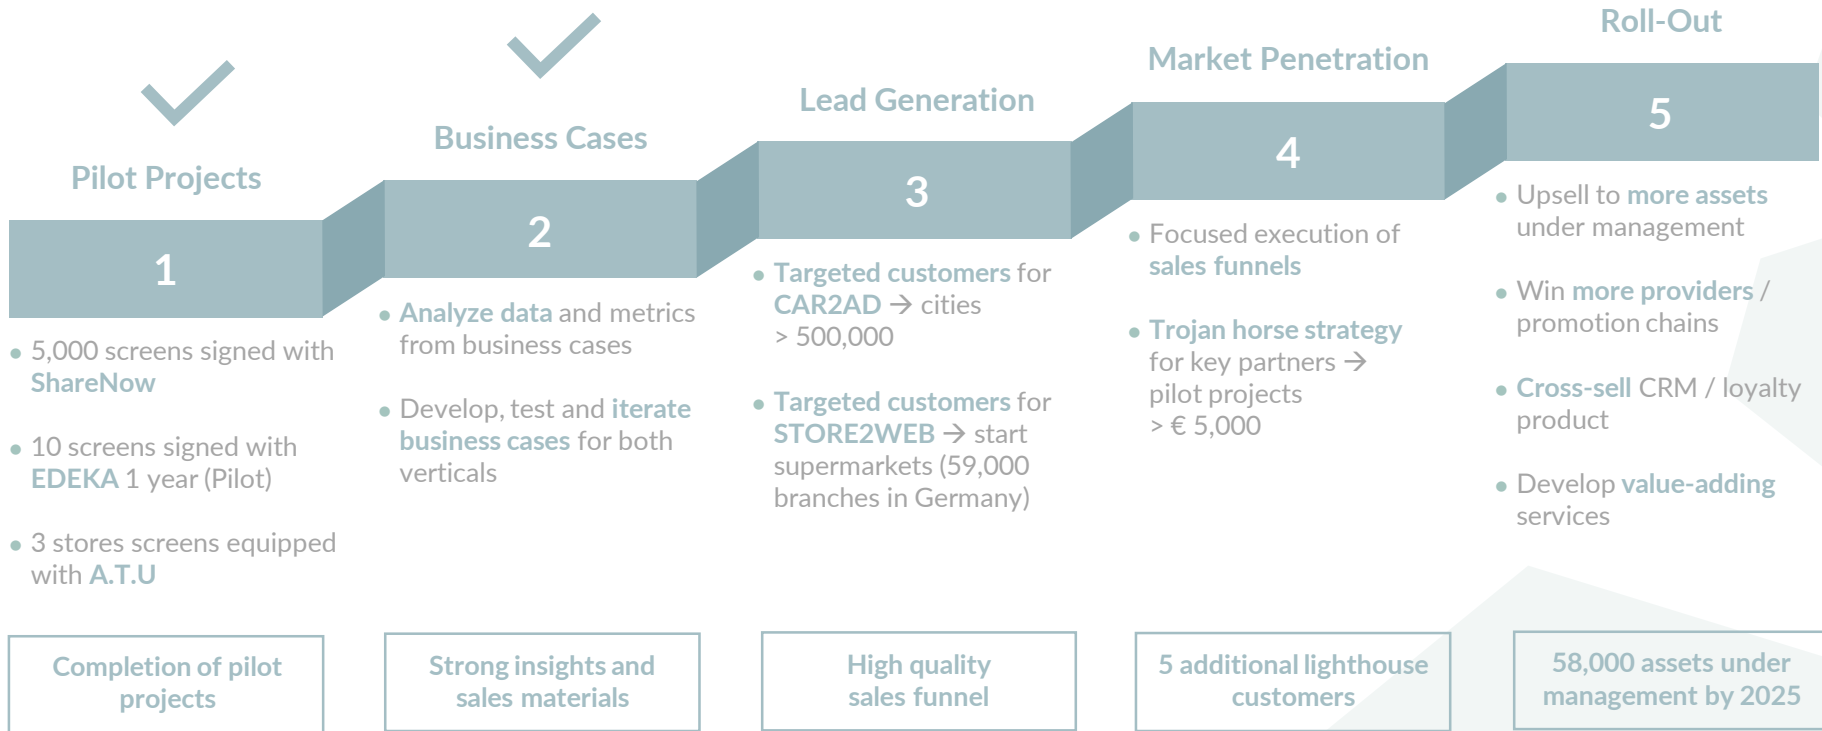 Pilot Projects
1
• 5,000 screens signed with
ShareNow
• 10 screens signed with
EDEKA 1 year (Pilot)
• 3 stores screens equipped
with A.T.U
Completion of pilot
projects
Business Cases
2
• Analyze data and metrics
from business cases
• Develop, test and iterate
business cases for both
verticals
Strong insights and
sales materials
Lead Generation
3
• Targeted customers for
CAR2AD → cities
> 500,000
• Targeted customers for
STORE2WEB → start
supermarkets (59,000
branches in Germany)
High quality
sales funnel
Market Penetration
4
• Focused execution of
sales funnels
• Trojan horse strategy
for key partners →
pilot projects
> € 5,000
5 additional lighthouse
customers
Roll-Out
5
• Upsell to more assets
under management
• Win more providers /
promotion chains
• Cross-sell CRM / loyalty
product
• Develop value-adding
services
58,000 assets under
management by 2025